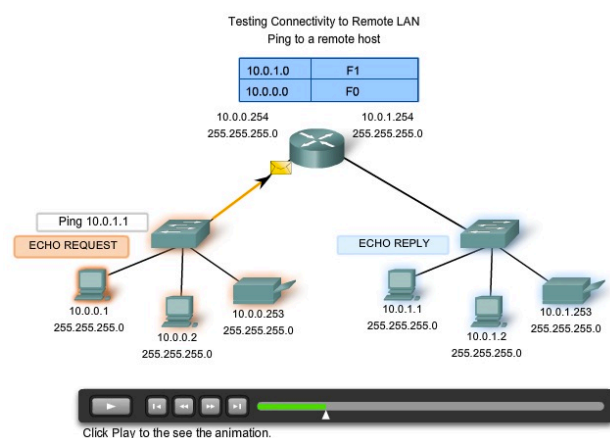 Testing Connectivity to Remote LAN
Ping to a remote host
10.0.1.0 F1
10.0.0.0 F0
10.0.0.254 10.0.1.254
255.255.255.0 255.255.255.0
Ping 10.0.1.1
ECHO REQUEST
ECHO REPLY
10.0.0.1
255.255.255.0
10.0.0.2
255.255.255.0
10.0.0.253
255.255.255.0
10.0.1.1
255.255.255.0
10.0.1.2
255.255.255.0
10.0.1.253
255.255.255.0
Click Play to the see the animation.